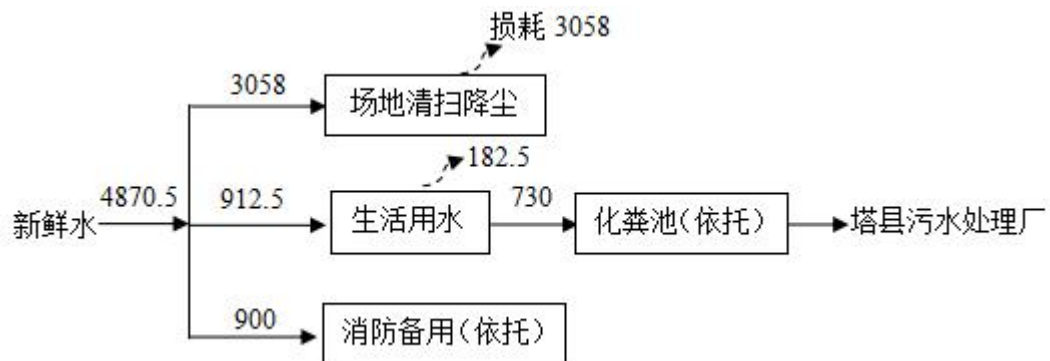 损耗 3058
3058
场地清扫降尘
182.5
4870.5
912.5
730
新鲜水
生活用水
化粪池(依托)
塔县污水处理厂
900
消防备用(依托)